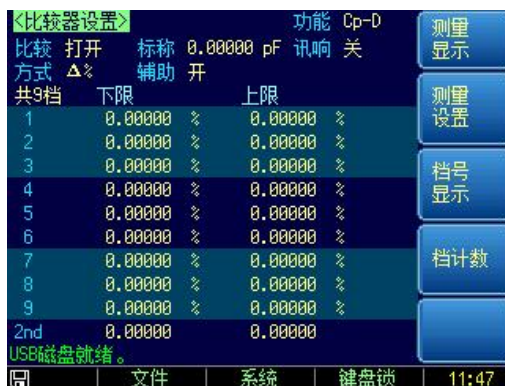 <比较器设置> 功能 Cp-D
比较 打开 标称 0.00000 pF 讯响 关
方式 Δ% 辅助 开
共9档 下限 上限
1 0.00000 % 0.00000 %
2 0.00000 % 0.00000 %
3 0.00000 % 0.00000 %
4 0.00000 % 0.00000 %
5 0.00000 % 0.00000 %
6 0.00000 % 0.00000 %
7 0.00000 % 0.00000 %
8 0.00000 % 0.00000 %
9 0.00000 % 0.00000 %
2nd 0.00000 0.00000
USB磁盘就绪。
测量
显示
测量
设置
档号
显示
档计数
文件 系统 键盘锁 11:47